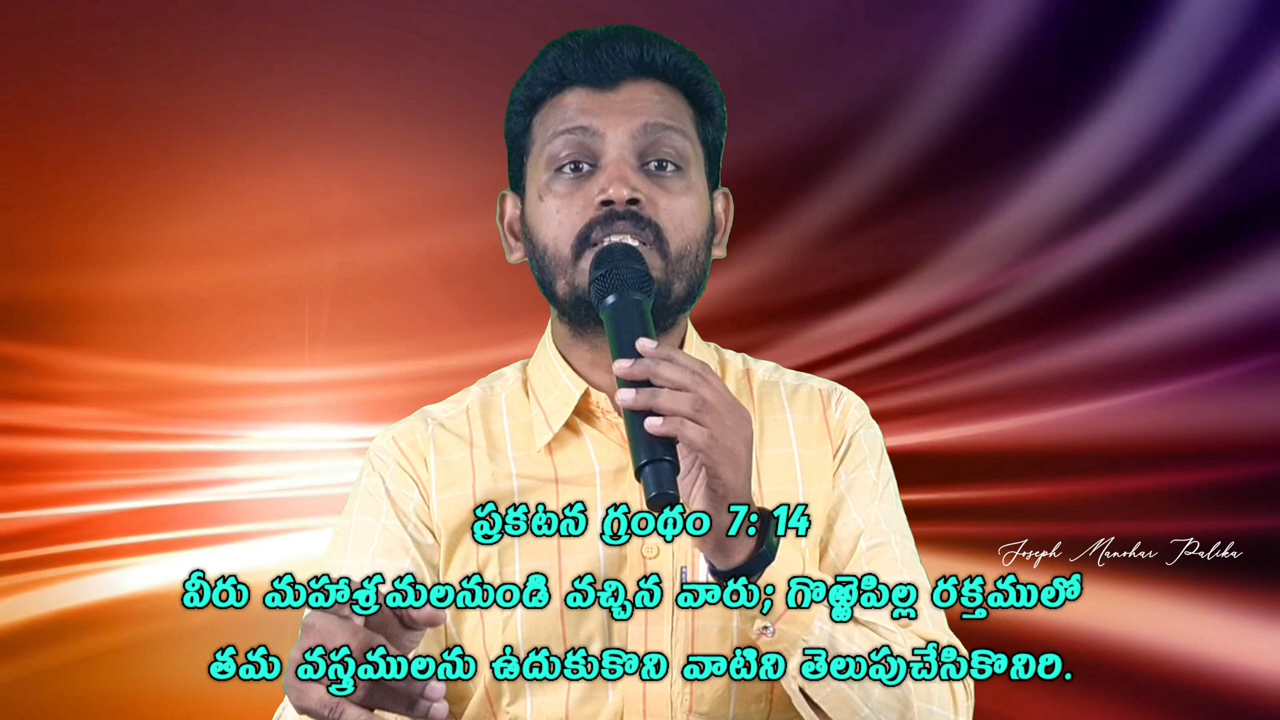 ప్రకటన గ్రంథం 7: 14
Joseph Manohar Palika
వీరు మహాశ్రమలనుండి వచ్చిన వారు; గొఱ్ఱెపిల్ల రక్తములో
తమ వస్త్రములను ఉదుకుకొని వాటిని తెలుపుచేసికొనిరి.